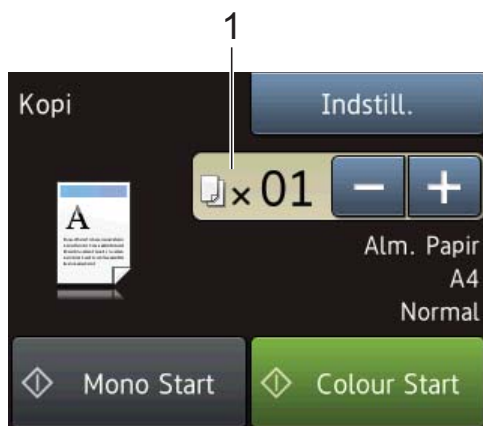 1
Kopi
Indstill.
×01
− +
Alm. Papir
A4
Normal
A
Mono Start
Colour Start